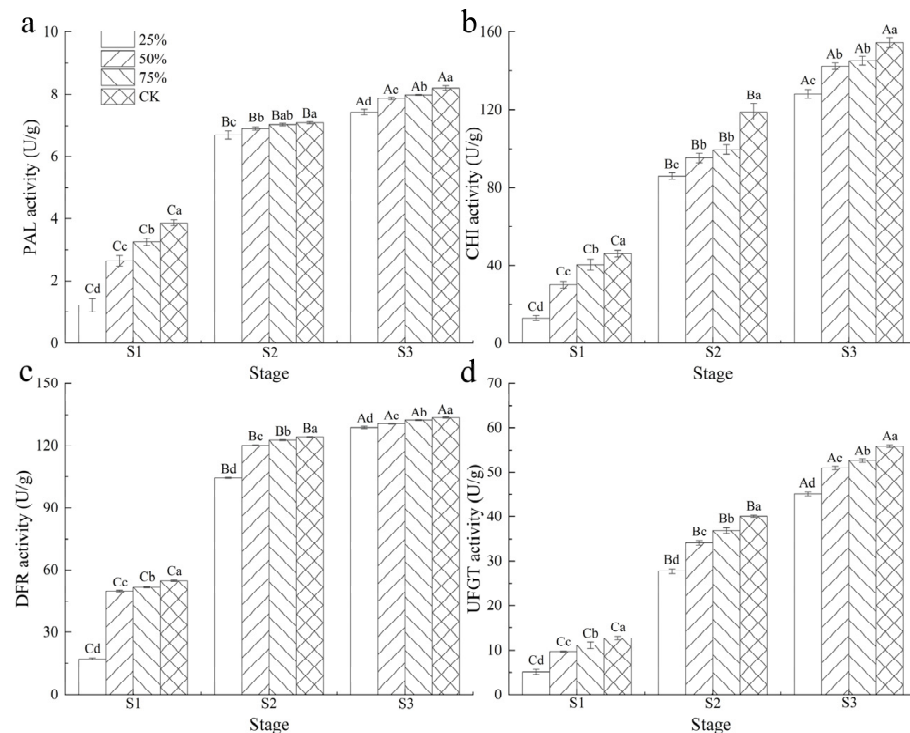 a
25%
50%
75%
CK
PAL activity (U/g)
10
8
6
4
2
0
Cd
Cc
Cb
Ca
Bc
Bb
Bab
Ba
Ad
Ac
Ab
Aa
S1
S2
S3
Stage
b
CHI activity (U/g)
160
120
80
40
0
Cd
Cc
Cb
Ca
Bc
Bb
Bb
Ba
Ac
Ab
Ab
Aa
S1
S2
S3
Stage
c
DFR activity (U/g)
150
120
90
60
30
0
Cd
Cc
Cb
Ca
Bd
Bc
Bb
Ba
Ad
Ac
Ab
Aa
S1
S2
S3
Stage
d
UFGT activity (U/g)
70
60
50
40
30
20
10
0
Cd
Cc
Cb
Ca
Bd
Bc
Bb
Ba
Ad
Ac
Ab
Aa
S1
S2
S3
Stage